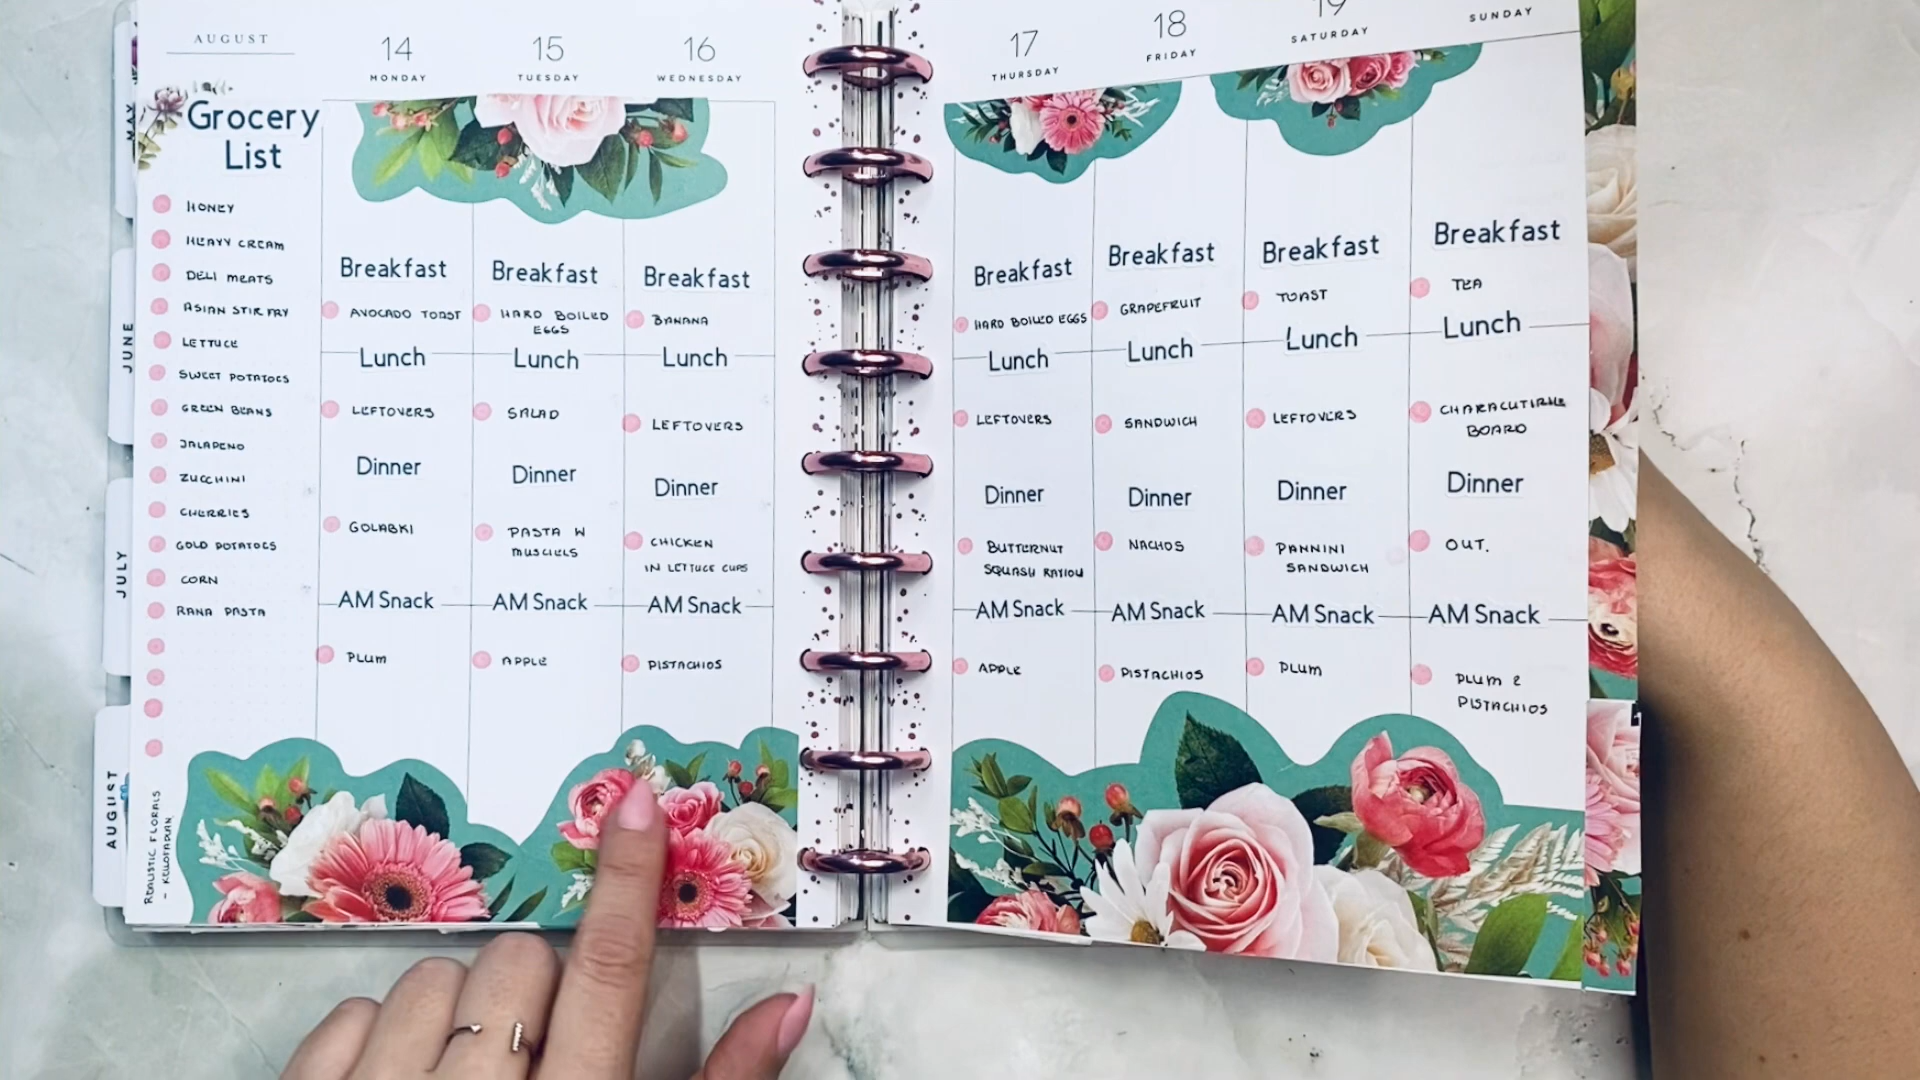 AUGUST
14
MONDAY
15
TUESDAY
16
WEDNESDAY
17
THURSDAY
18
FRIDAY
19
SATURDAY
SUNDAY
MAY
JUNE
JULY
AUGUST
Grocery
List
HONEY
HEAVY CREAM
DELI MEATS
ASIAN STIR FRY
LETTUCE
SWEET POTATOES
GREEN BEANS
JALAPENO
ZUCCHINI
CHERRIES
GOLD POTATOES
CORN
RANA PASTA
REALISTIC FLORALS
- KELLOFAPLAN
Breakfast
AVOCADO TOAST
Lunch
LEFTOVERS
Dinner
GOLABKI
AM Snack
PLUM
Breakfast
HARD BOILED
EGGS
Lunch
SALAD
Dinner
PASTA W
MUSCLELS
AM Snack
APPLE
Breakfast
BANANA
Lunch
LEFTOVERS
Dinner
CHICKEN
IN LETTUCE CUPS
AM Snack
PISTACHIOS
Breakfast
HARD BOILED EGGS
Lunch
LEFTOVERS
Dinner
BUTTERNUT
SQUASH RAVIOLI
AM Snack
APPLE
Breakfast
GRAPEFRUIT
Lunch
SANDWICH
Dinner
NACHOS
AM Snack
PISTACHIOS
Breakfast
TOAST
Lunch
LEFTOVERS
Dinner
PANNINI
SANDWICH
AM Snack
PLUM
Breakfast
TEA
Lunch
BOARD
Dinner
OUT.
AM Snack
PLUM &
PISTACHIOS